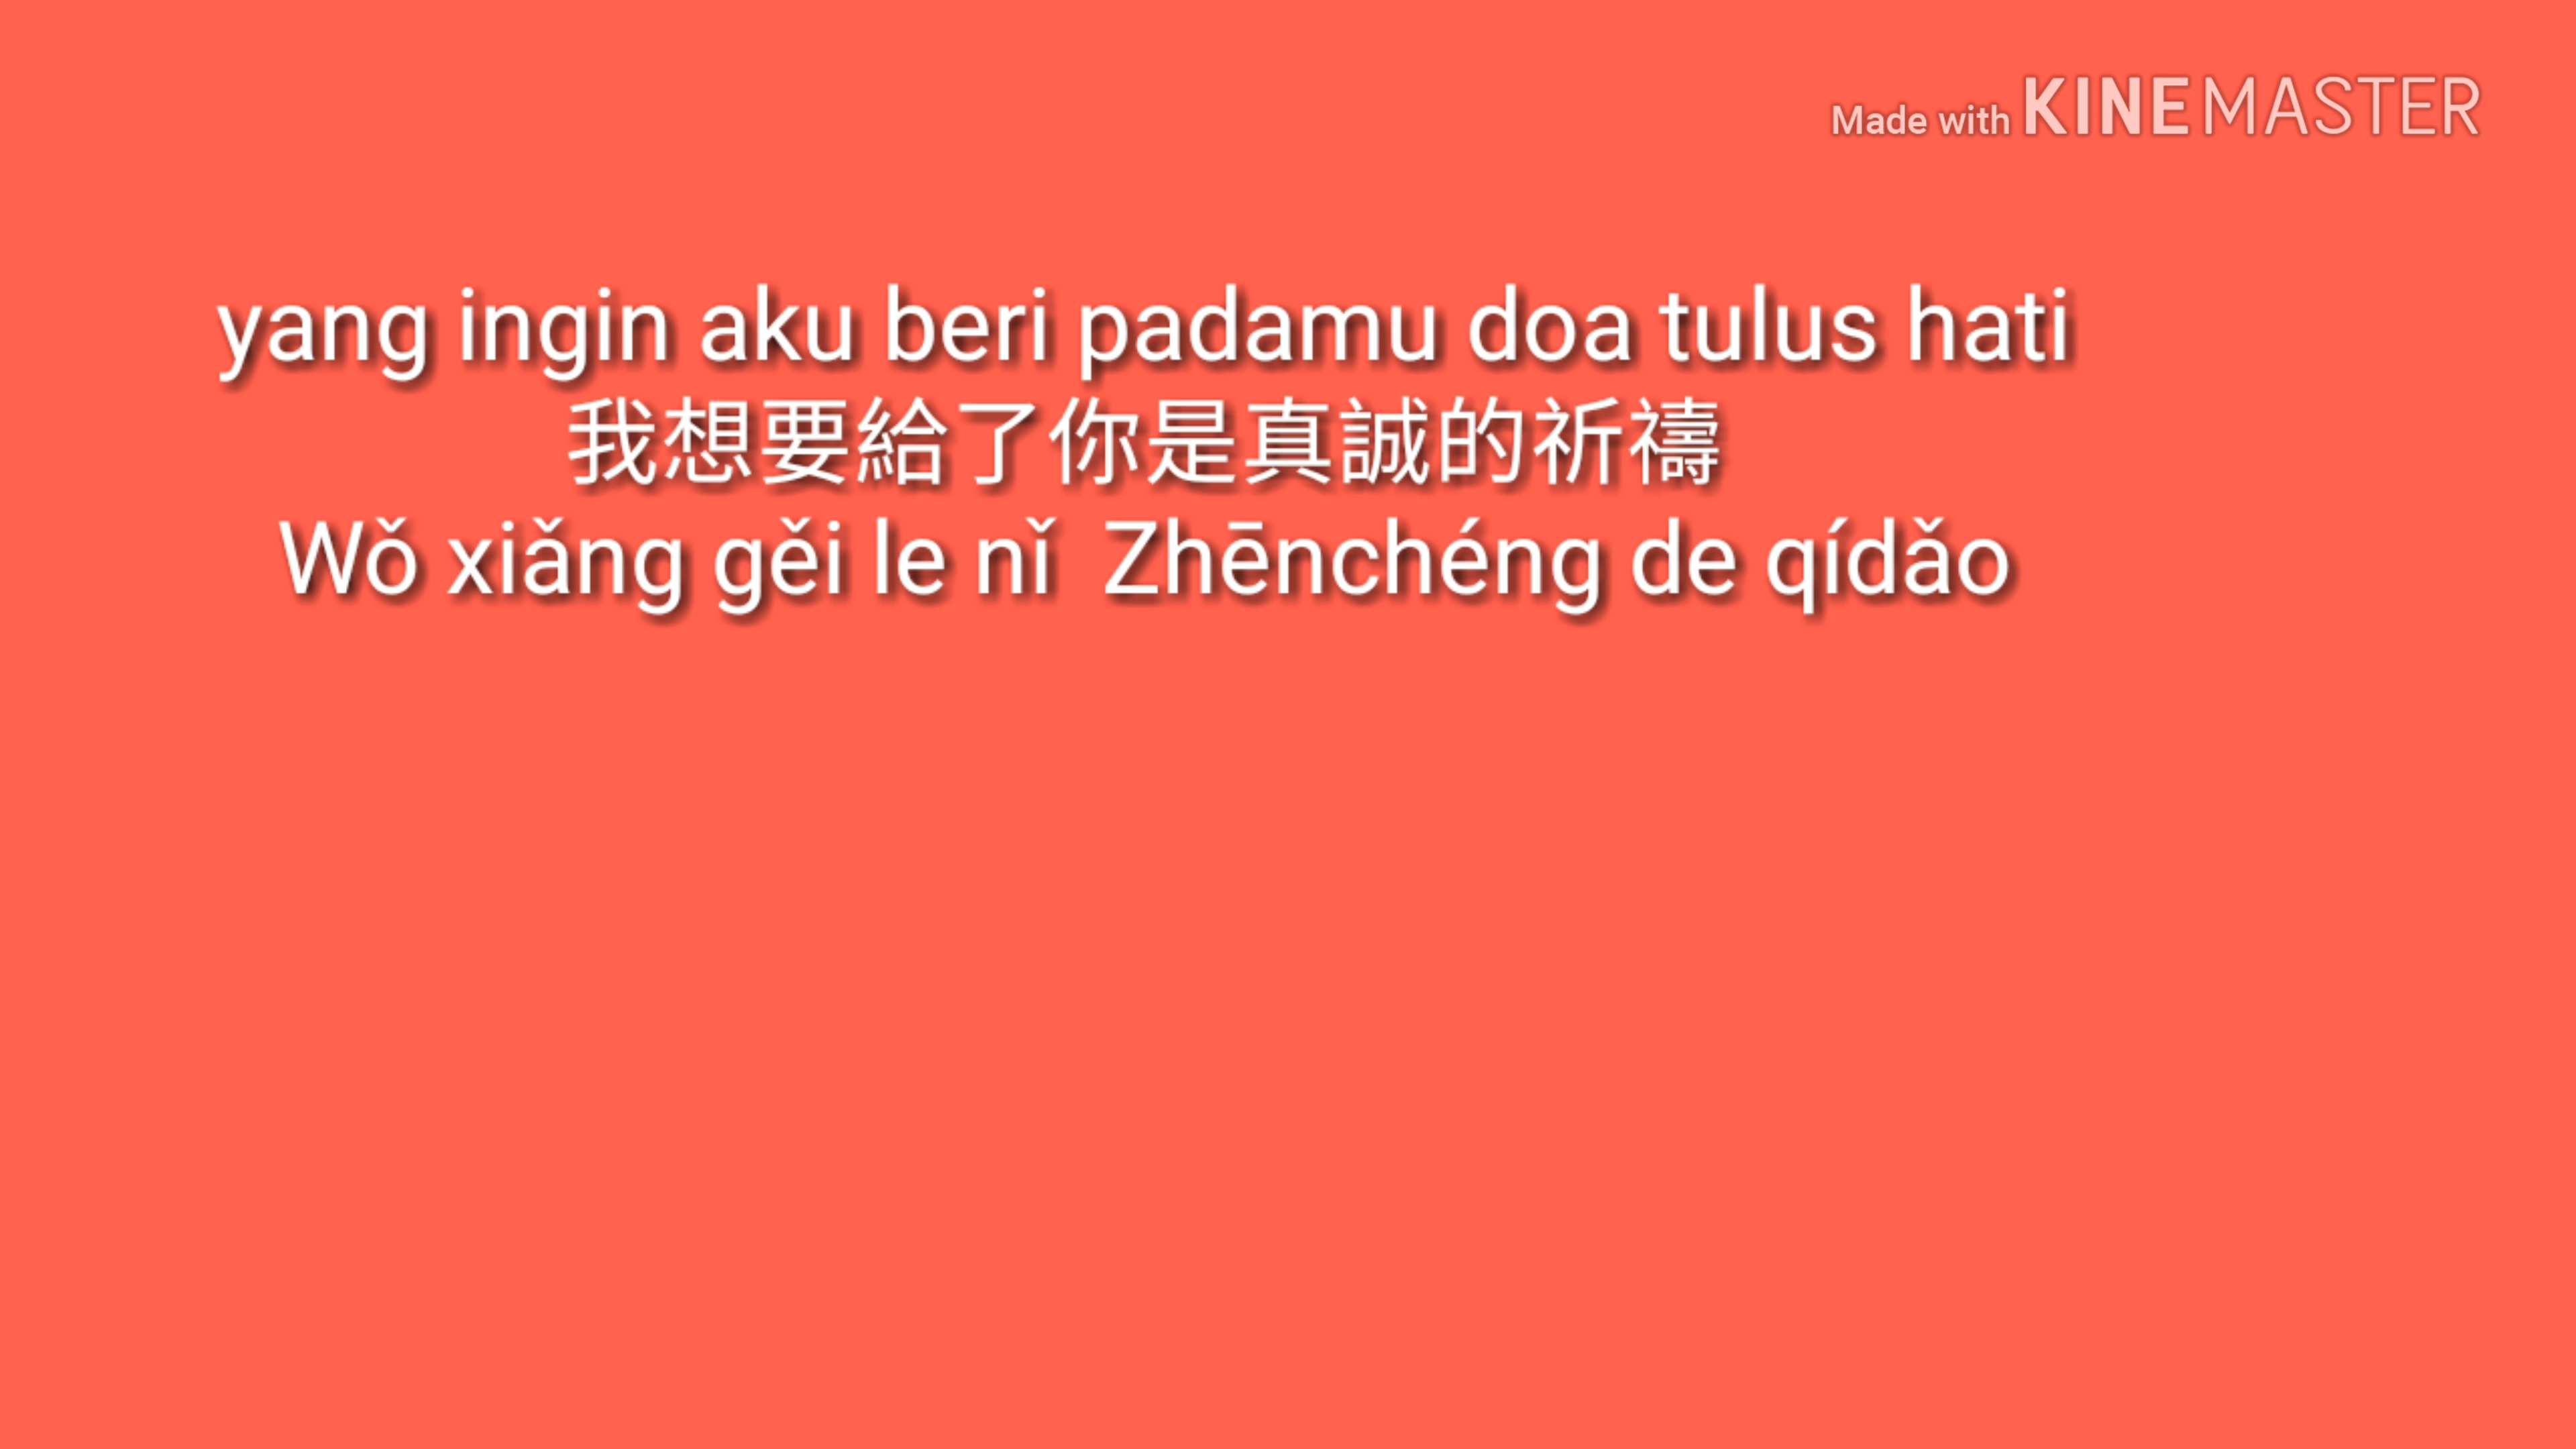 Made with KINEMASTER
yang ingin aku beri padamu doa tulus hati
我想要給了你是真誠的祈禱
Wǒ xiǎng gěi le nǐ  Zhēnchéng de qídǎo